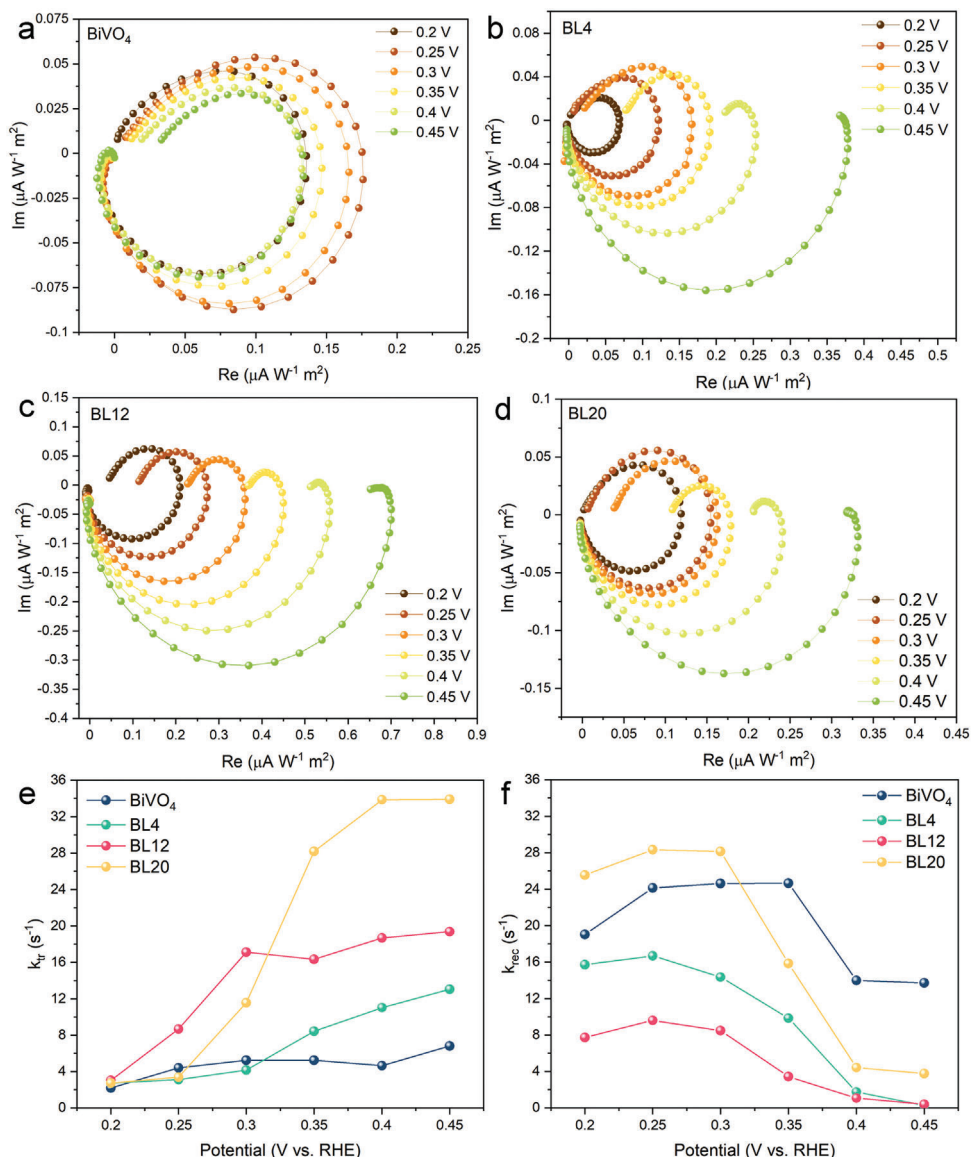 a
BiVO₄
0.2 V
0.25 V
0.3 V
0.35 V
0.4 V
0.45 V
0.075
0.05
0.025
0
-0.025
-0.05
-0.075
-0.1
Im (μA W⁻¹ m²)
0
0.05
0.1
0.15
0.2
0.25
Re (μA W⁻¹ m²)
b
BL4
0.2 V
0.25 V
0.3 V
0.35 V
0.4 V
0.45 V
0.08
0.04
0
-0.04
-0.08
-0.12
-0.16
-0.2
Im (μA W⁻¹ m²)
0
0.05
0.1
0.15
0.2
0.25
0.3
0.35
0.4
0.45
0.5
Re (μA W⁻¹ m²)
c
BL12
0.2 V
0.25 V
0.3 V
0.35 V
0.4 V
0.45 V
0.15
0.1
0.05
0
-0.05
-0.1
-0.15
-0.2
-0.25
-0.3
-0.35
-0.4
Im (μA W⁻¹ m²)
0
0.1
0.2
0.3
0.4
0.5
0.6
0.7
0.8
0.9
Re (μA W⁻¹ m²)
d
BL20
0.2 V
0.25 V
0.3 V
0.35 V
0.4 V
0.45 V
0.1
0.05
0
-0.05
-0.1
-0.15
Im (μA W⁻¹ m²)
0
0.05
0.1
0.15
0.2
0.25
0.3
0.35
0.4
0.45
Re (μA W⁻¹ m²)
e
BiVO₄
BL4
BL12
BL20
36
32
28
24
20
16
12
8
4
0
kₜᵣ (s⁻¹)
0.2
0.25
0.3
0.35
0.4
0.45
Potential (V vs. RHE)
f
BiVO₄
BL4
BL12
BL20
36
32
28
24
20
16
12
8
4
0
k_rec (s⁻¹)
0.2
0.25
0.3
0.35
0.4
0.45
Potential (V vs. RHE)